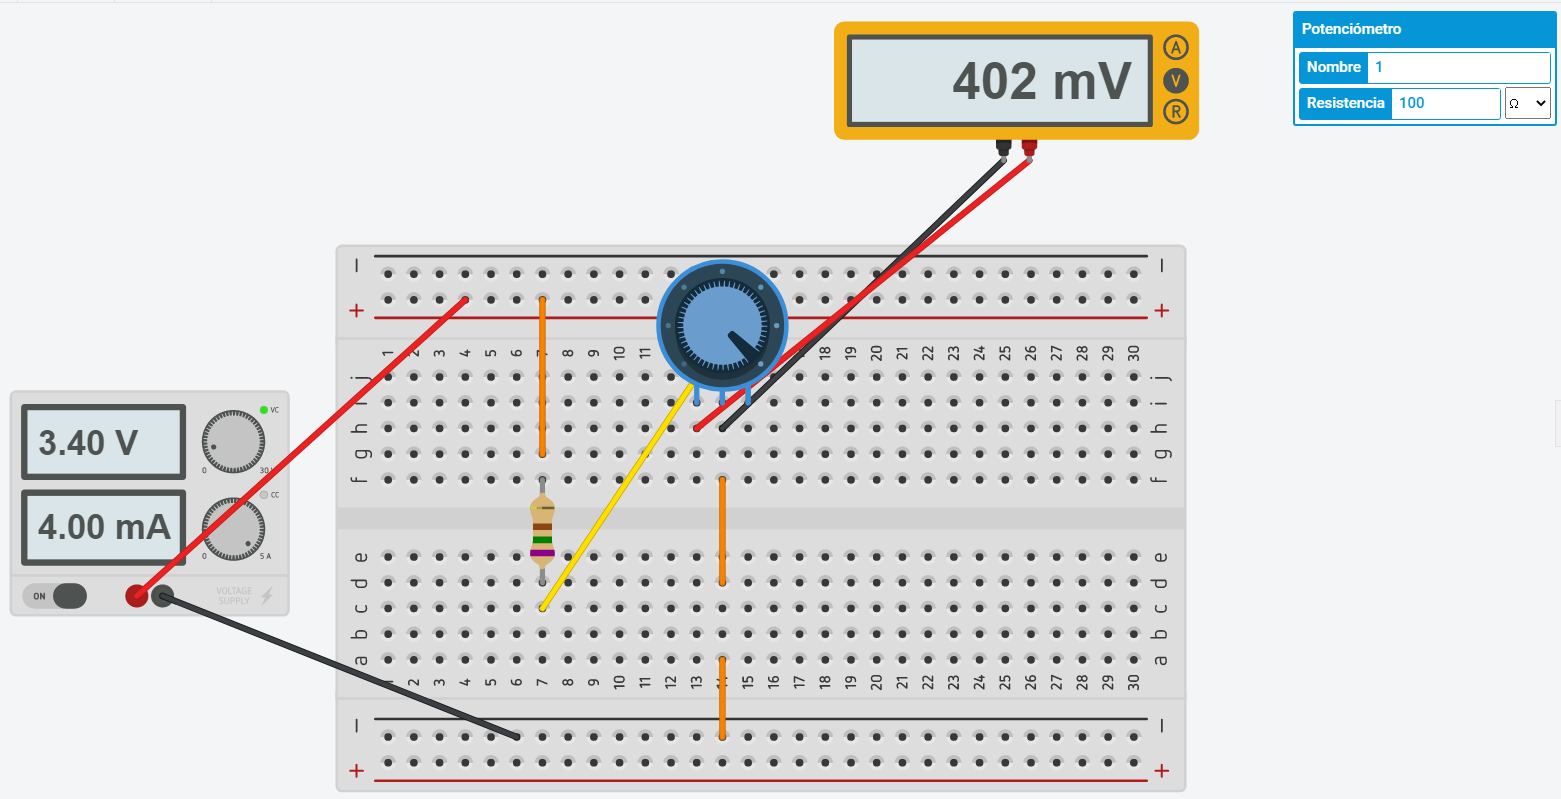 402 mV
A
V
R
Potenciómetro
Nombre 1
Resistencia 100 Ω
3.40 V
VC
0
4.00 mA
CC
0 5 A
ON
VOLTAGE
SUPPLY
− −
+ +
1 2 3 4 5 6 7 8 9 10 11 18 19 20 21 22 23 24 25 26 27 28 29 30
j j
i i
h h
g g
f f
e e
d d
c c
b b
a a
1 2 3 4 5 6 7 8 9 10 11 12 13 14 15 16 17 18 19 20 21 22 23 24 25 26 27 28 29 30
− −
+ +